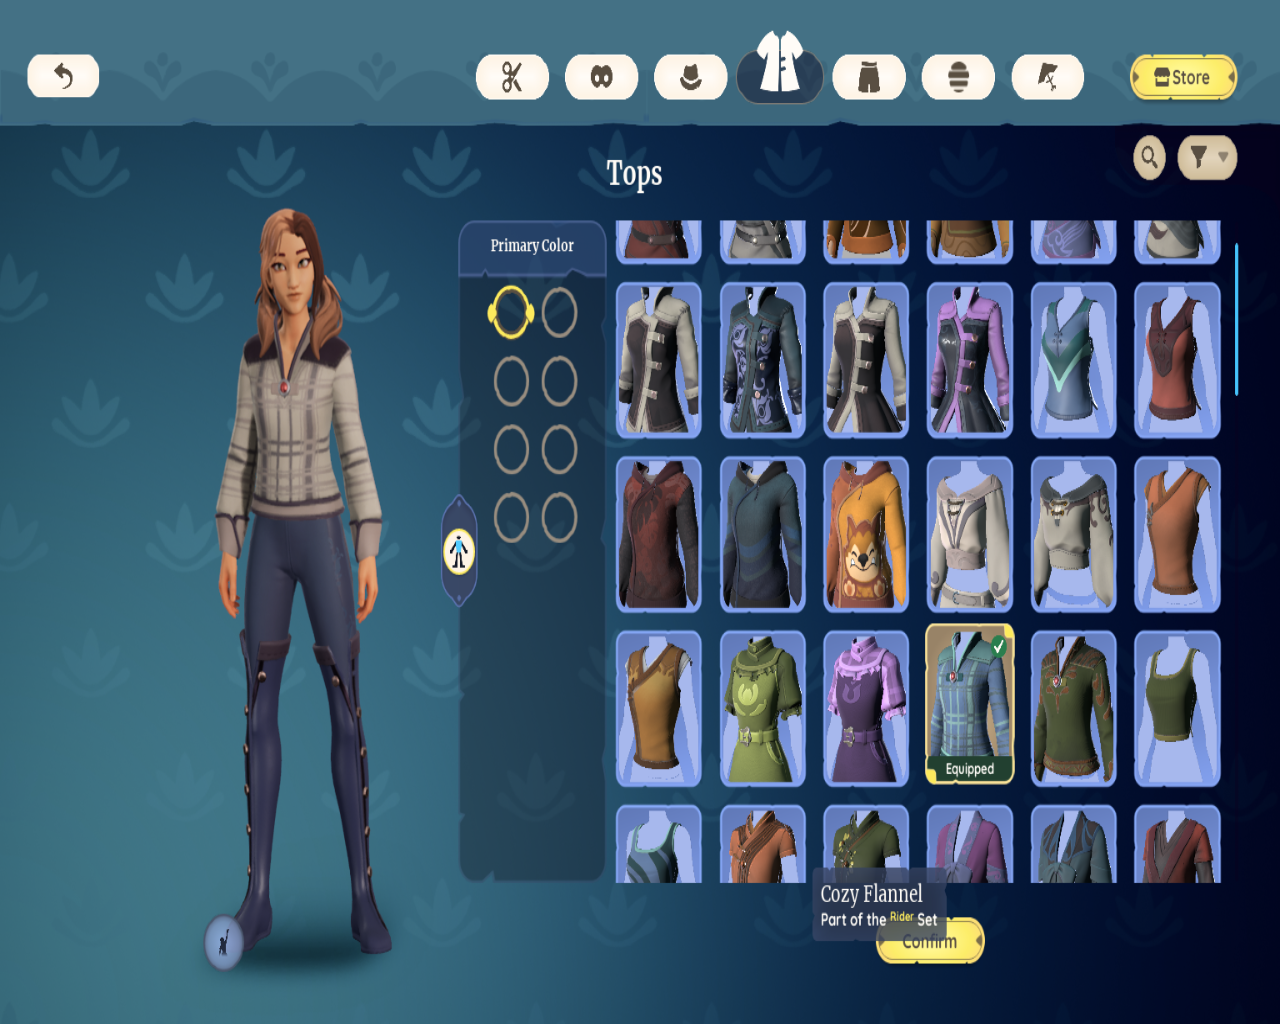 Store
Tops
Primary Color
Equipped
Cozy Flannel
Part of the Rider Set
Confirm